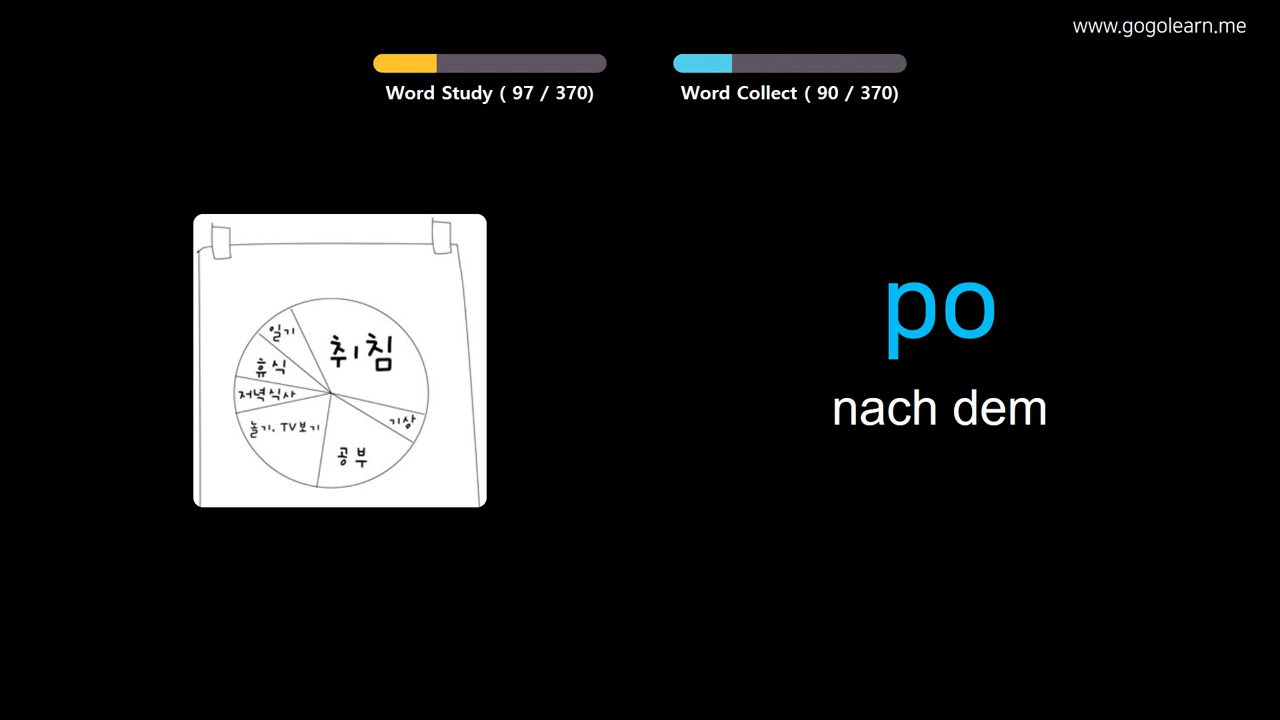 www.gogolearn.me
Word Study ( 97 / 370)
Word Collect ( 90 / 370)
일기
취침
휴식
저녁식사
기상
놀기. TV보기
공부
po
nach dem